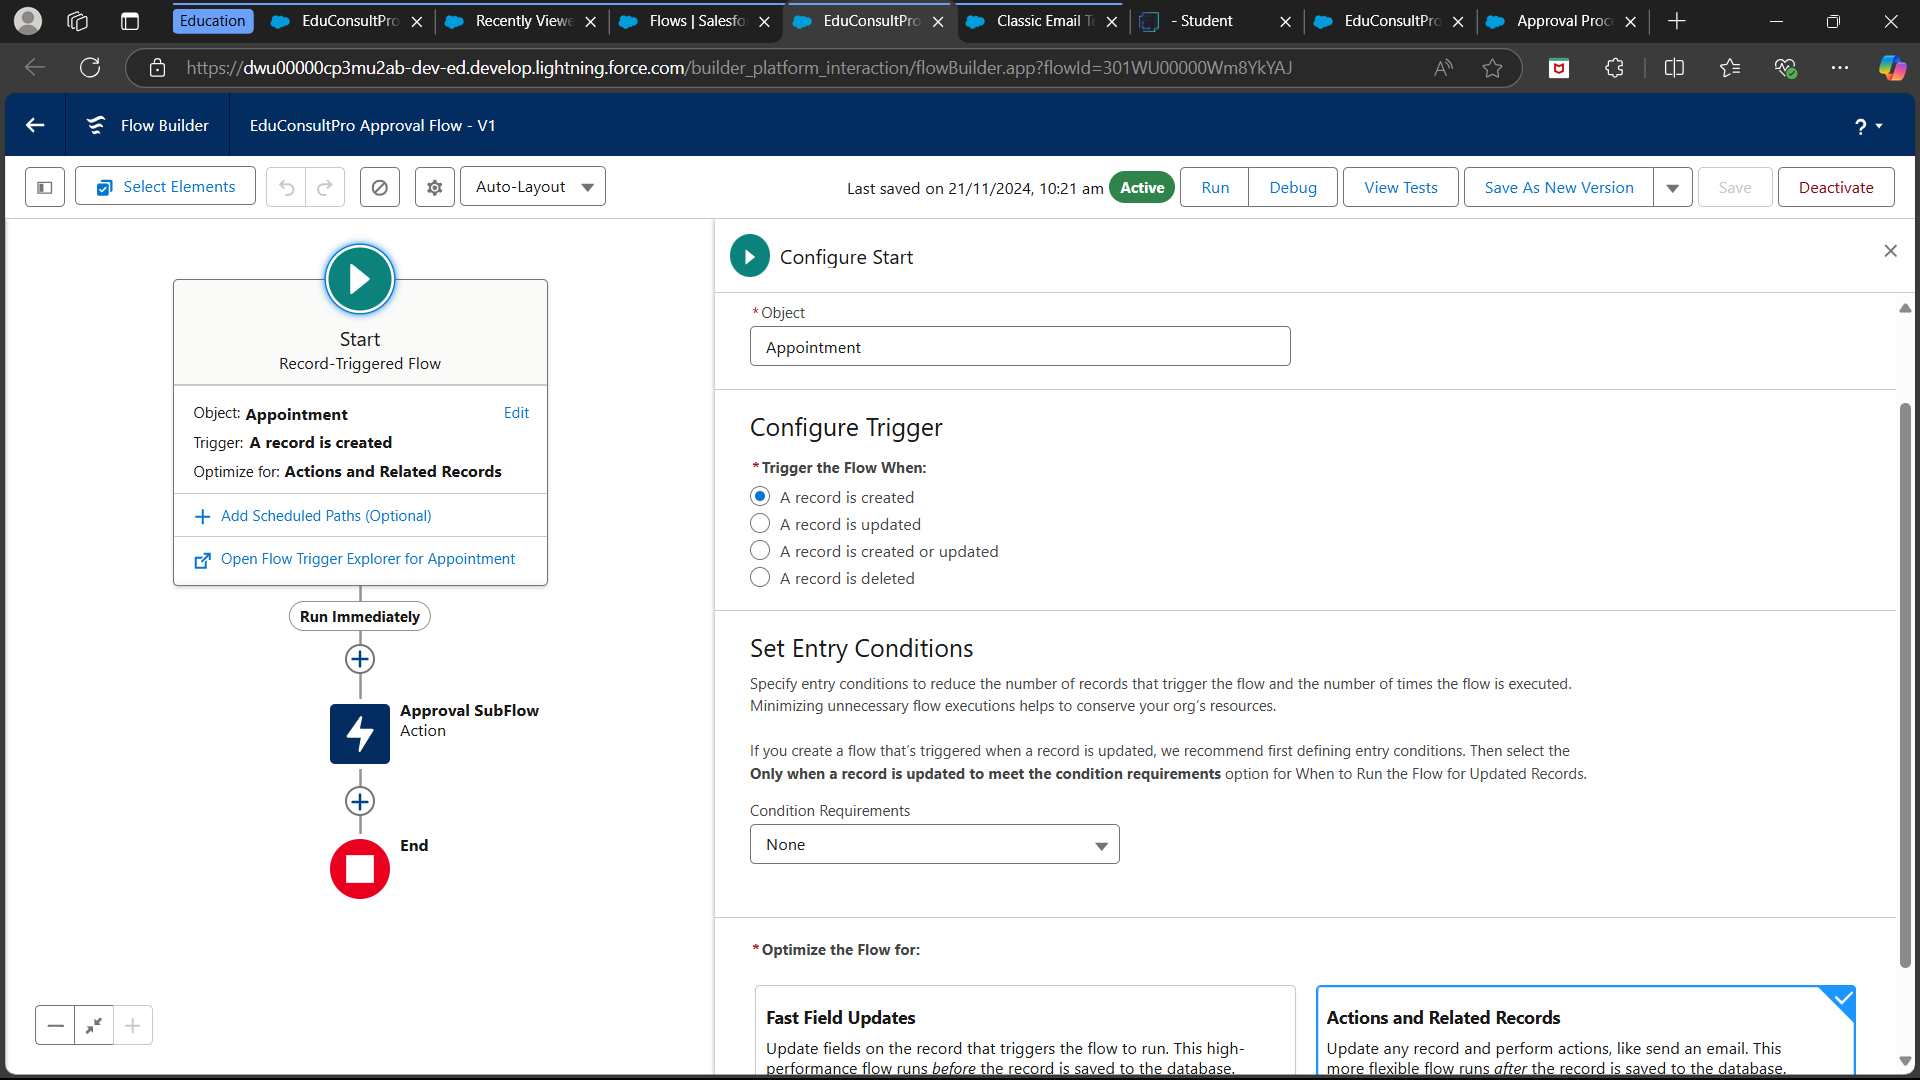 Education
EduConsultPro
Recently Viewe
Flows | Salesfo
EduConsultPro
Classic Email Te
- Student
EduConsultPro
Approval Proc
https://dwu00000cp3mu2ab-dev-ed.develop.lightning.force.com/builder_platform_interaction/flowBuilder.app?flowId=301WU00000Wm8YkYAJ
Flow Builder
EduConsultPro Approval Flow - V1
?
Select Elements
Auto-Layout
Last saved on 21/11/2024, 10:21 am
Active
Run
Debug
View Tests
Save As New Version
Save
Deactivate
Start
Record-Triggered Flow
Object: Appointment
Edit
Trigger: A record is created
Optimize for: Actions and Related Records
Add Scheduled Paths (Optional)
Open Flow Trigger Explorer for Appointment
Run Immediately
Approval SubFlow
Action
End
Configure Start
* Object
Appointment
Configure Trigger
* Trigger the Flow When:
A record is created
A record is updated
A record is created or updated
A record is deleted
Set Entry Conditions
Specify entry conditions to reduce the number of records that trigger the flow and the number of times the flow is executed.
Minimizing unnecessary flow executions helps to conserve your org's resources.
If you create a flow that's triggered when a record is updated, we recommend first defining entry conditions. Then select the
Only when a record is updated to meet the condition requirements option for When to Run the Flow for Updated Records.
Condition Requirements
None
* Optimize the Flow for:
Fast Field Updates
Update fields on the record that triggers the flow to run. This high-
performance flow runs before the record is saved to the database.
Actions and Related Records
Update any record and perform actions, like send an email. This
more flexible flow runs after the record is saved to the database.